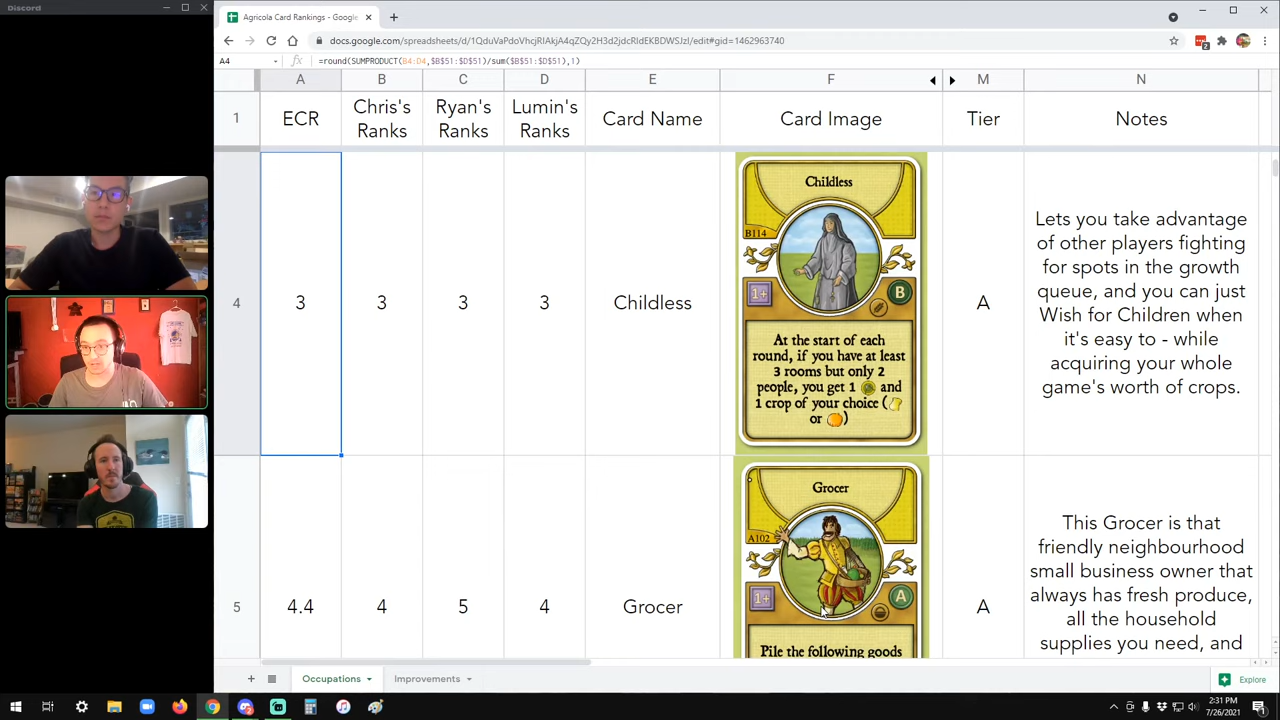 Discord
Agricola Card Rankings - Google
docs.google.com/spreadsheets/d/1QduVaPdoVhcjRIAkjA4qZQy2H3d2jdcRIdEKBDWSJzI/edit#gid=1462963740
A4
=round(SUMPRODUCT(B4:D4,$B$51:$D$51)/sum($B$51:$D$51),1)
A
B
C
D
E
F
M
N
1
ECR
Chris's
Ranks
Ryan's
Ranks
Lumin's
Ranks
Card Name
Card Image
Tier
Notes
4
3
3
3
3
Childless
Childless
B114
1+
B
At the start of each
round, if you have at least
3 rooms but only 2
people, you get 1 and
1 crop of your choice (
or )
A
Lets you take advantage
of other players fighting
for spots in the growth
queue, and you can just
Wish for Children when
it's easy to - while
acquiring your whole
game's worth of crops.
5
4.4
4
5
4
Grocer
Grocer
A102
1+
A
Pile the following goods
A
This Grocer is that
friendly neighbourhood
small business owner that
always has fresh produce,
all the household
supplies you need, and
Occupations
Improvements
Explore
2:31 PM
7/26/2021